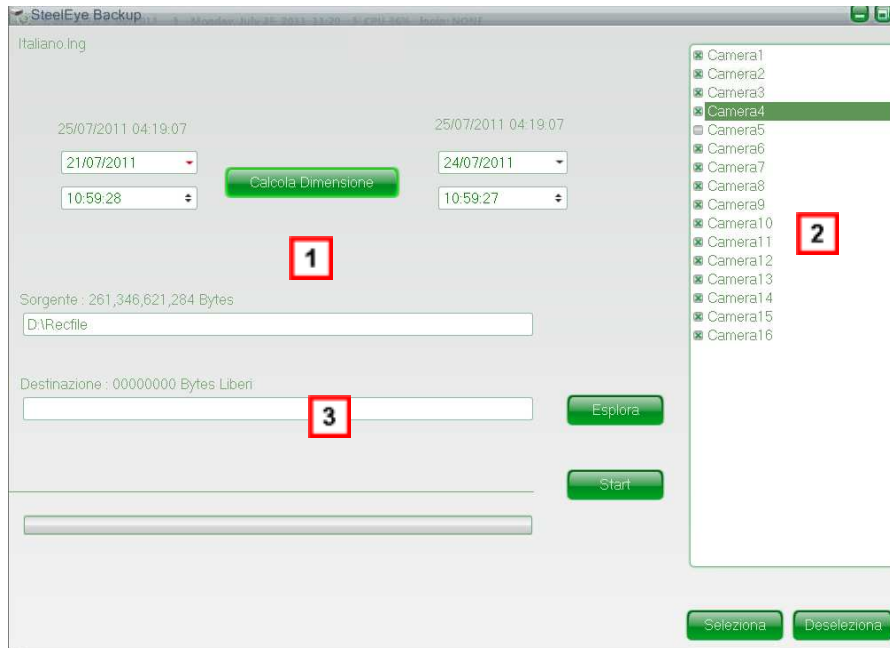 SteelEye Backup
Italiano.lng
25/07/2011 04:19:07
25/07/2011 04:19:07
21/07/2011
24/07/2011
Calcola Dimensione
10:59:28
10:59:27
1
Sorgente : 261,346,621,284 Bytes
D:\Recfile
Destinazione : 00000000 Bytes Liberi
3
Esplora
Start
Camera1
Camera2
Camera3
Camera4
Camera5
Camera6
Camera7
Camera8
Camera9
Camera10
Camera11
Camera12
Camera13
Camera14
Camera15
Camera16
2
Seleziona
Deseleziona